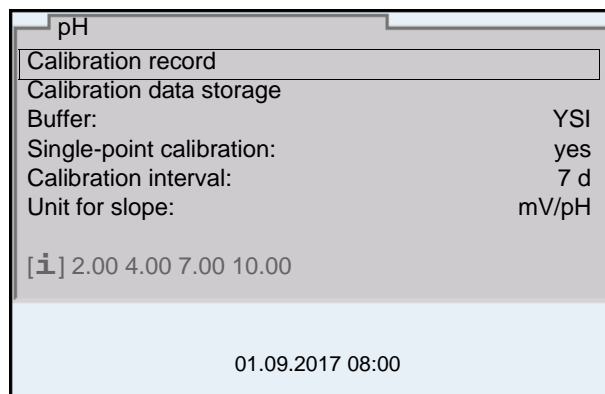 pH
Calibration record
Calibration data storage
Buffer: YSI
Single-point calibration: yes
Calibration interval: 7 d
Unit for slope: mV/pH
[i] 2.00 4.00 7.00 10.00
01.09.2017 08:00